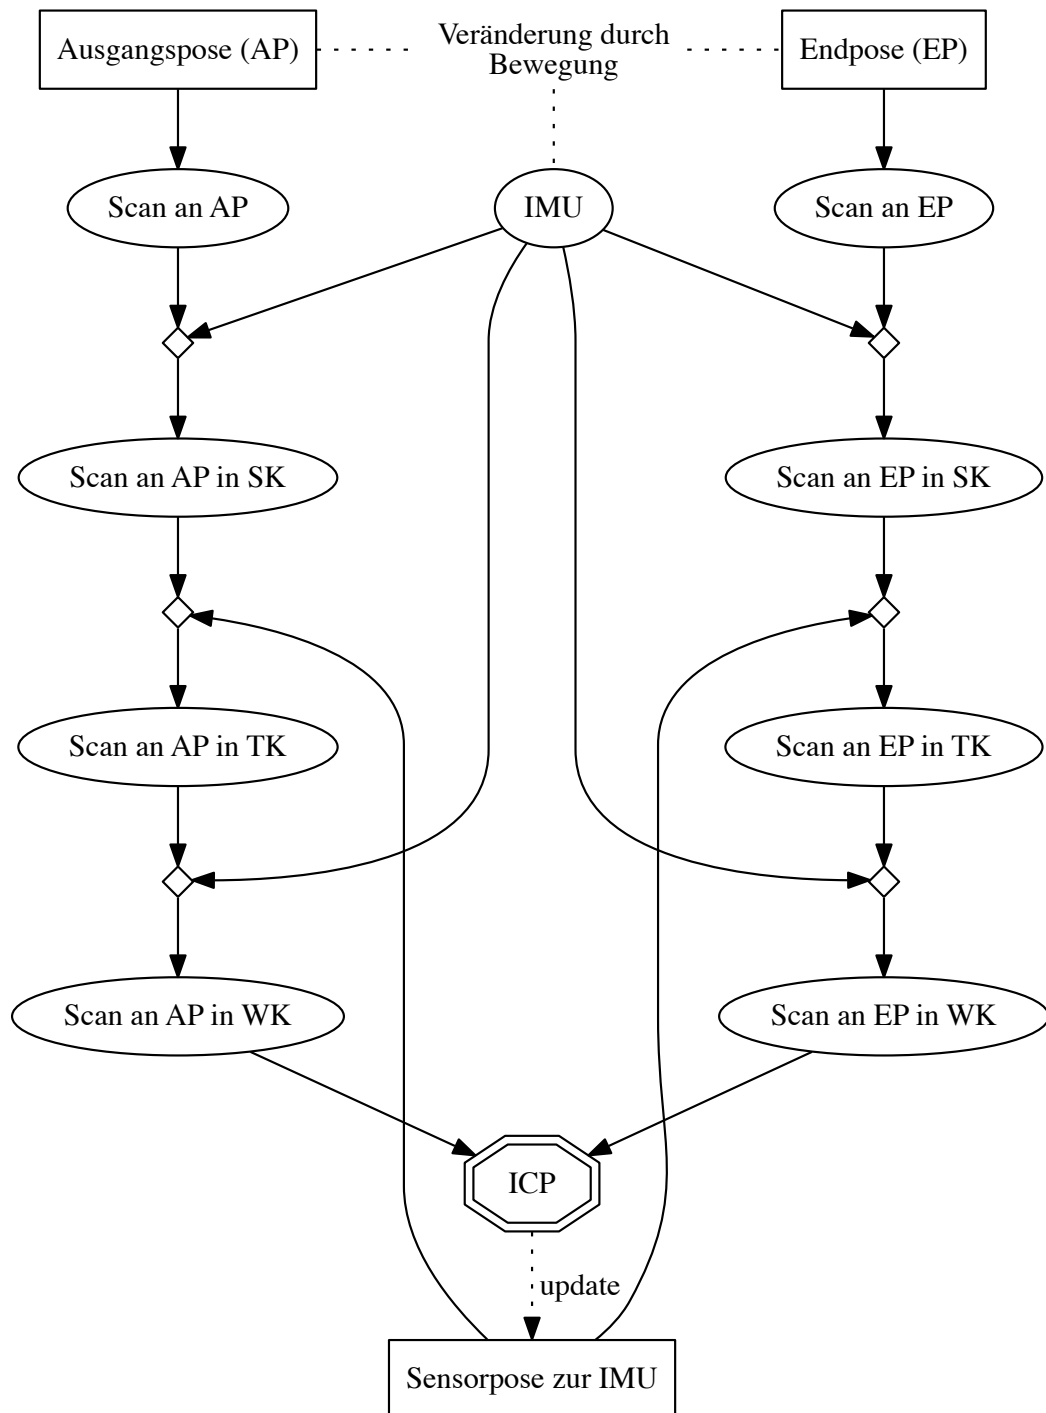 Ausgangspose (AP)
Veränderung durch
Bewegung
Endpose (EP)
Scan an AP
IMU
Scan an EP
Scan an AP in SK
Scan an EP in SK
Scan an AP in TK
Scan an EP in TK
Scan an AP in WK
Scan an EP in WK
ICP
update
Sensorpose zur IMU